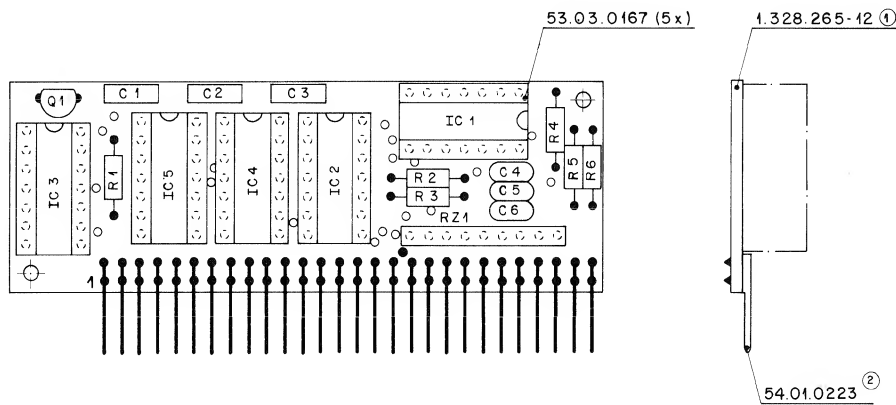 53.03.0167 (5x)
1.328.265-12 ①
Q1
C1
C2
C3
IC1
R4
R5
R6
IC3
R1
IC5
IC4
IC2
R2
R3
C4
C5
C6
RZ1
1
54.01.0223 ②